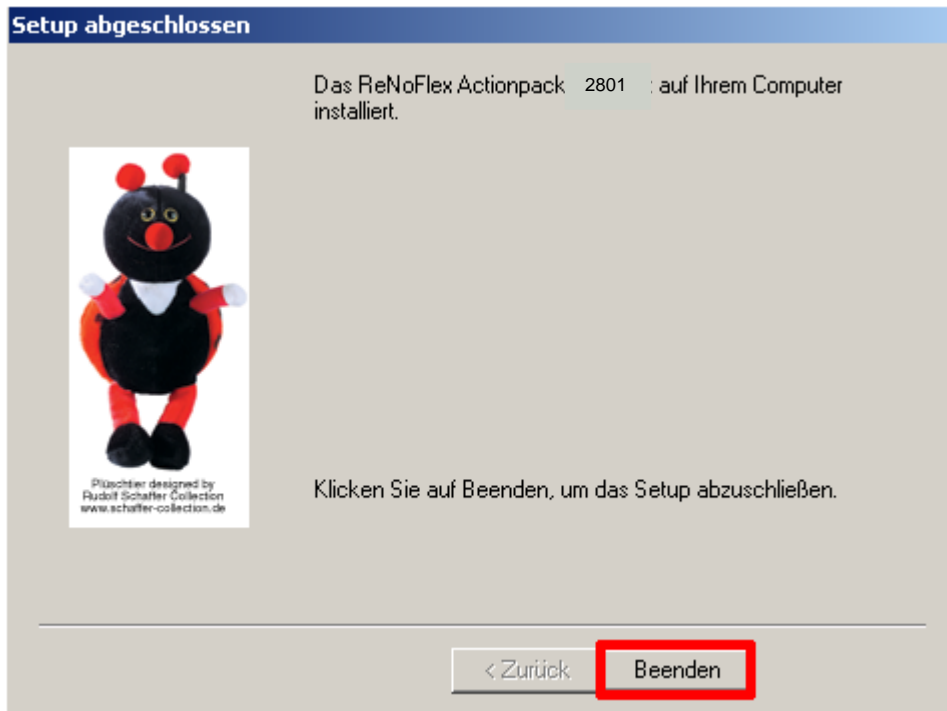 Setup abgeschlossen
Das ReNoFlex Actionpack 2801 auf Ihrem Computer
installiert.
Plüschtier designed by
Rudolf Schaffer Collection
www.schaffer-collection.de
Klicken Sie auf Beenden, um das Setup abzuschließen.
< Zurück
Beenden